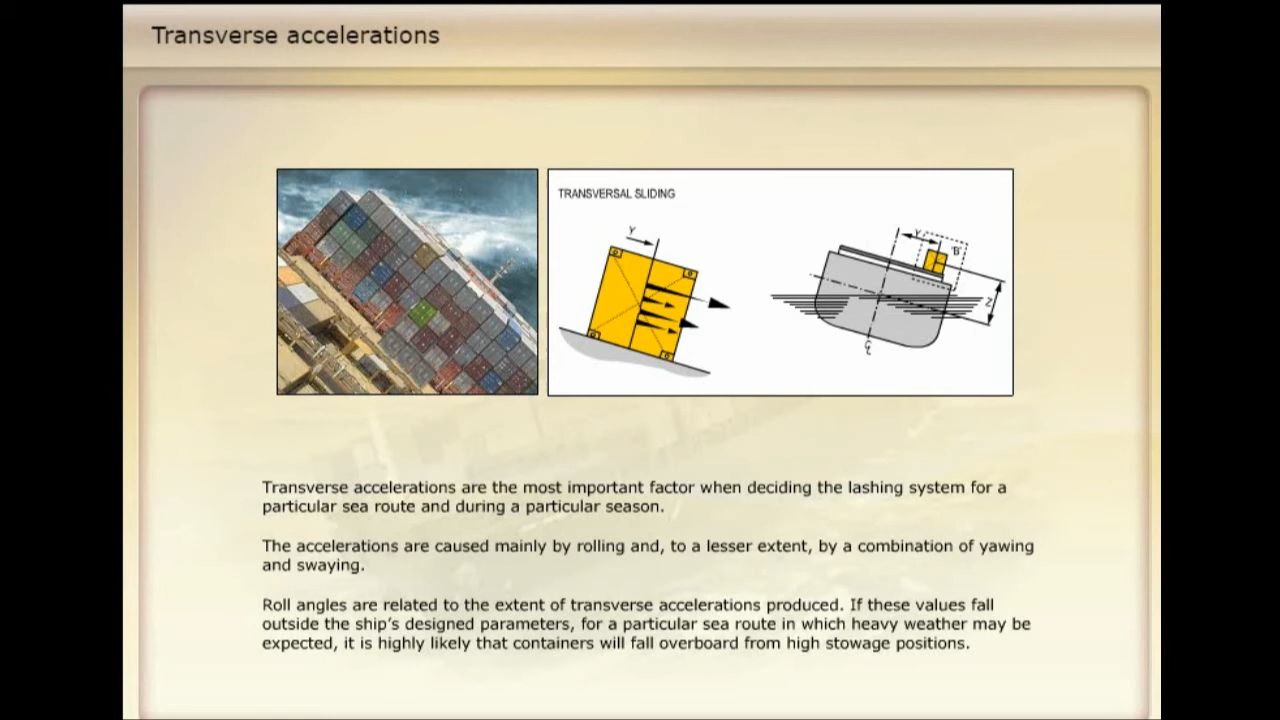 Transverse accelerations
TRANSVERSAL SLIDING
Y
Y
B
Z
Transverse accelerations are the most important factor when deciding the lashing system for a
particular sea route and during a particular season.
The accelerations are caused mainly by rolling and, to a lesser extent, by a combination of yawing
and swaying.
Roll angles are related to the extent of transverse accelerations produced. If these values fall
outside the ship's designed parameters, for a particular sea route in which heavy weather may be
expected, it is highly likely that containers will fall overboard from high stowage positions.